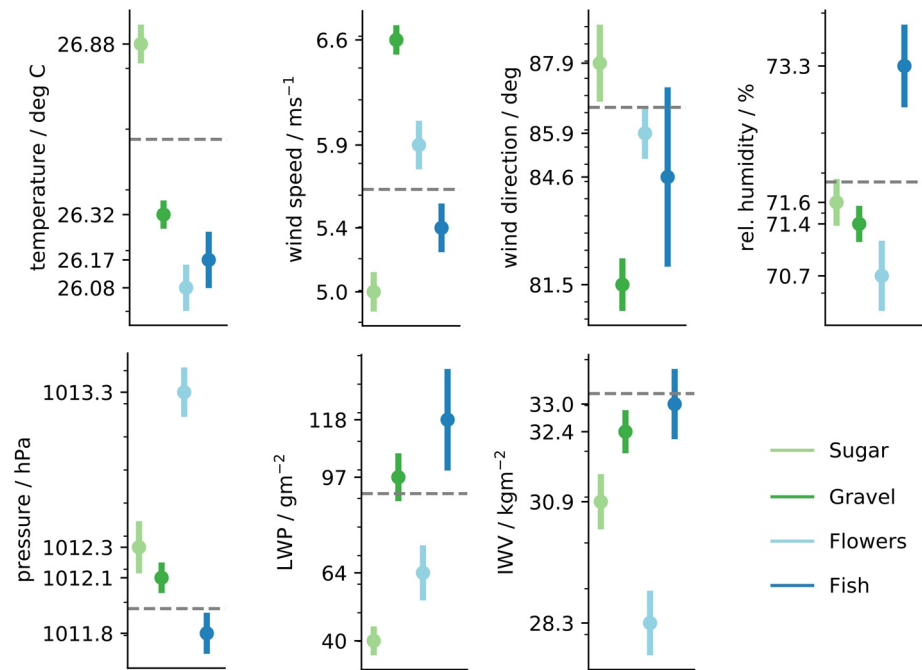 temperature / deg C
26.88
26.32
26.17
26.08
wind speed / ms⁻¹
6.6
5.9
5.4
5.0
wind direction / deg
87.9
85.9
84.6
81.5
rel. humidity / %
73.3
71.6
71.4
70.7
pressure / hPa
1013.3
1012.3
1012.1
1011.8
LWP / gm⁻²
118
97
64
40
IWV / kgm⁻²
33.0
32.4
30.9
28.3
Sugar
Gravel
Flowers
Fish